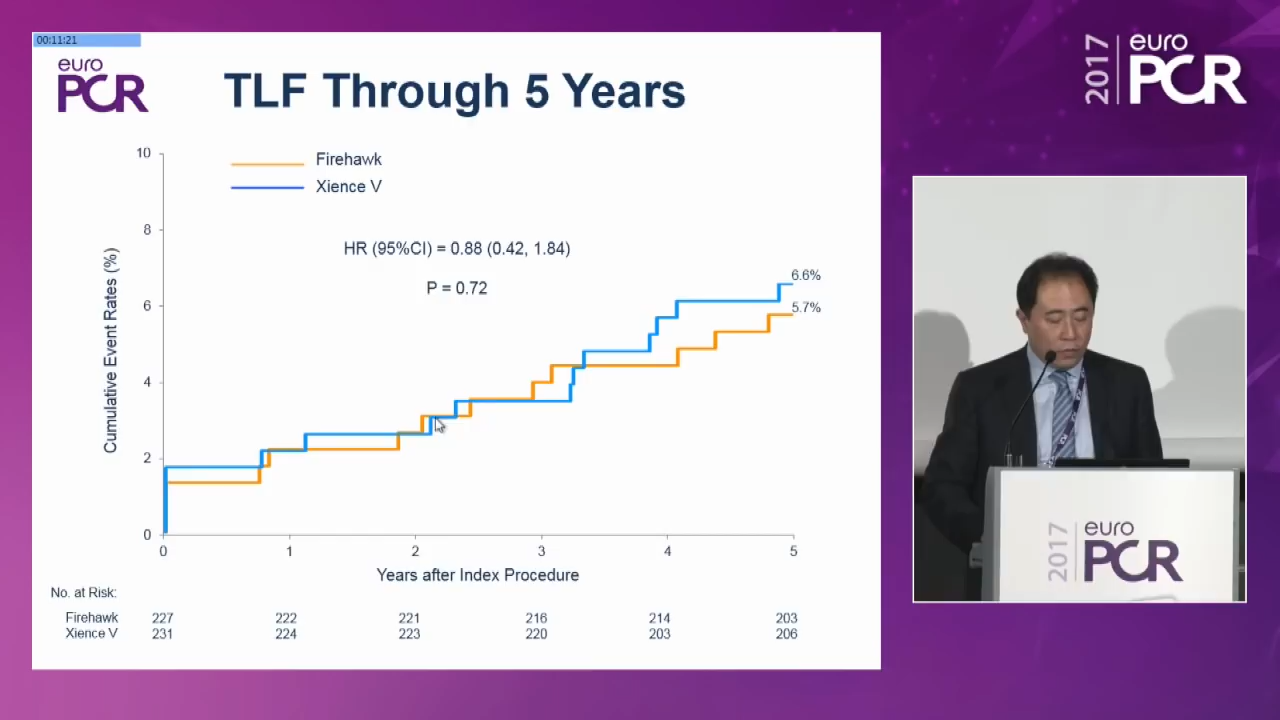 00:11:21
euro
PCR
TLF Through 5 Years
2017
euro
PCR
10
8
6
4
2
0
Cumulative Event Rates (%)
Firehawk
Xience V
HR (95%CI) = 0.88 (0.42, 1.84)
P = 0.72
6.6%
5.7%
0 1 2 3 4 5
Years after Index Procedure
No. at Risk:
Firehawk 227 222 221 216 214 203
Xience V 231 224 223 220 203 206
2017
euro
PCR